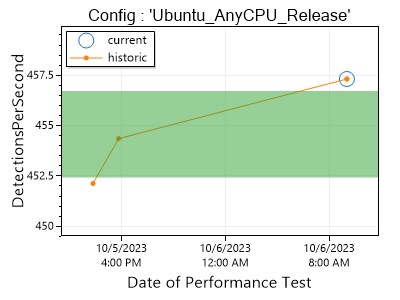 Config : 'Ubuntu_AnyCPU_Release'
current
historic
DetectionsPerSecond
457.5
455
452.5
450
10/5/2023
4:00 PM
10/6/2023
12:00 AM
10/6/2023
8:00 AM
Date of Performance Test